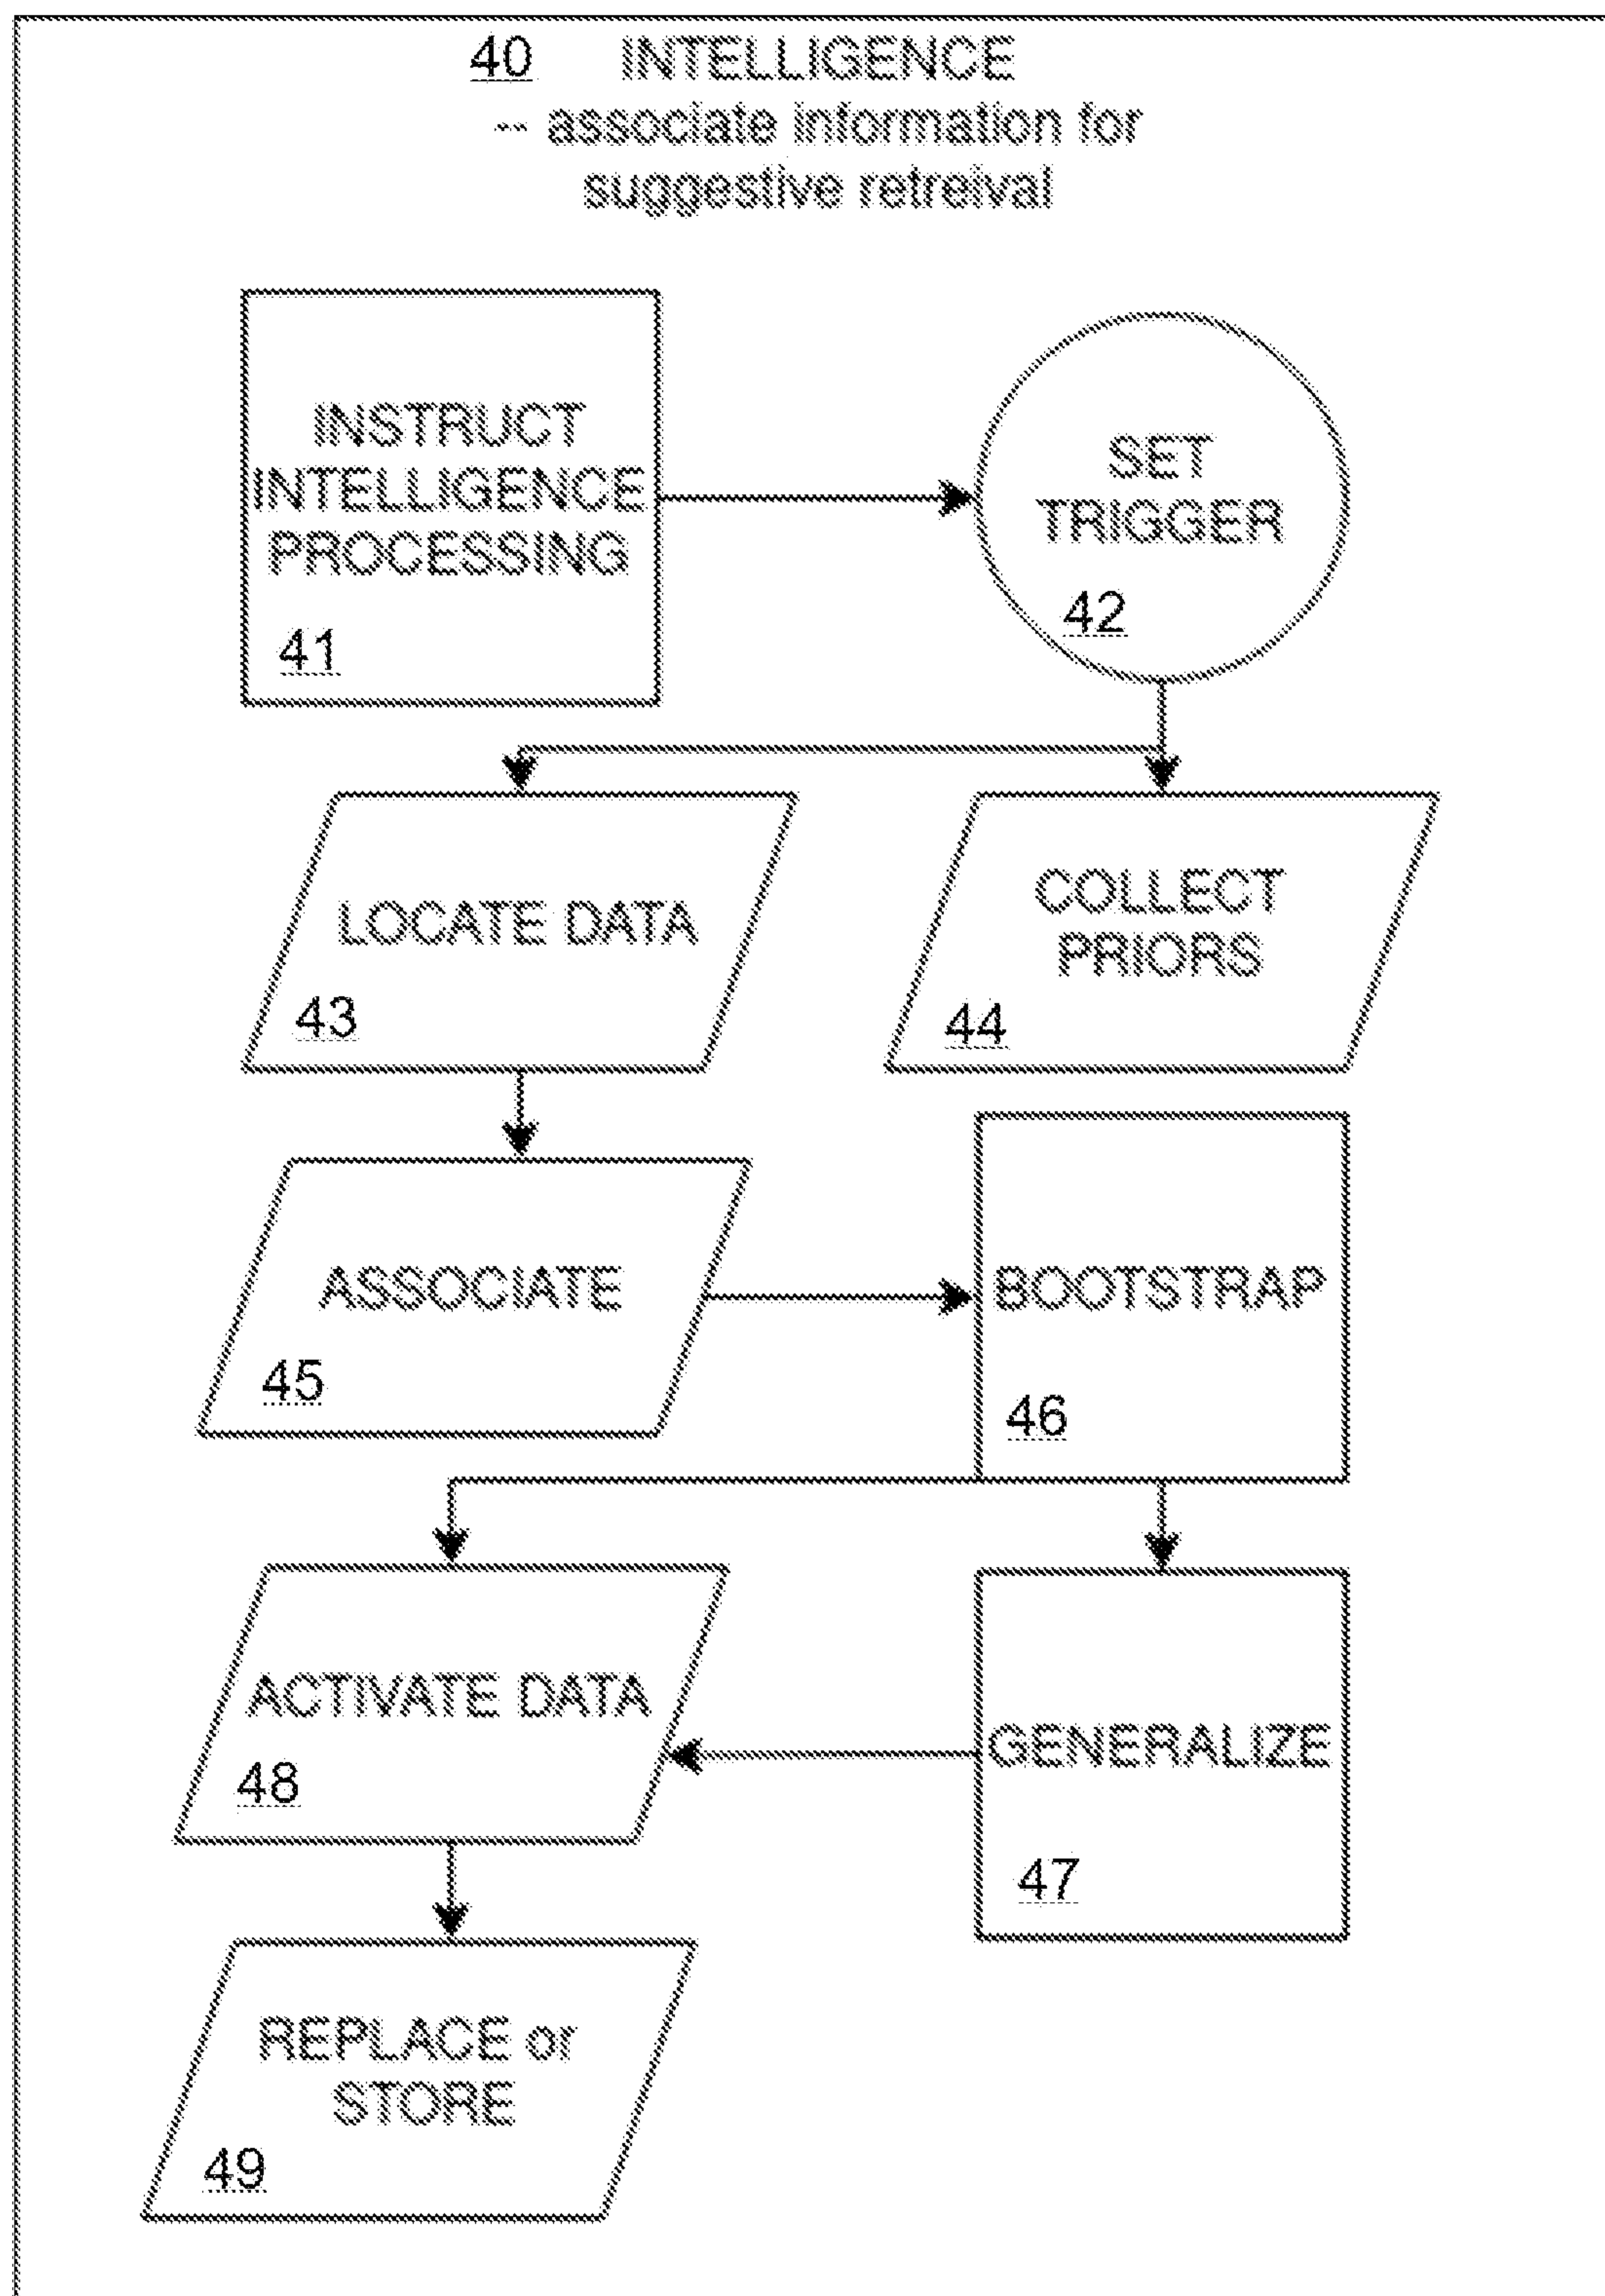 40 INTELLIGENCE
-- associate information for
suggestive retreival
INSTRUCT
INTELLIGENCE
PROCESSING
41
SET
TRIGGER
42
LOCATE DATA
43
COLLECT
PRIORS
44
ASSOCIATE
45
BOOTSTRAP
46
ACTIVATE DATA
48
GENERALIZE
47
REPLACE or
STORE
49